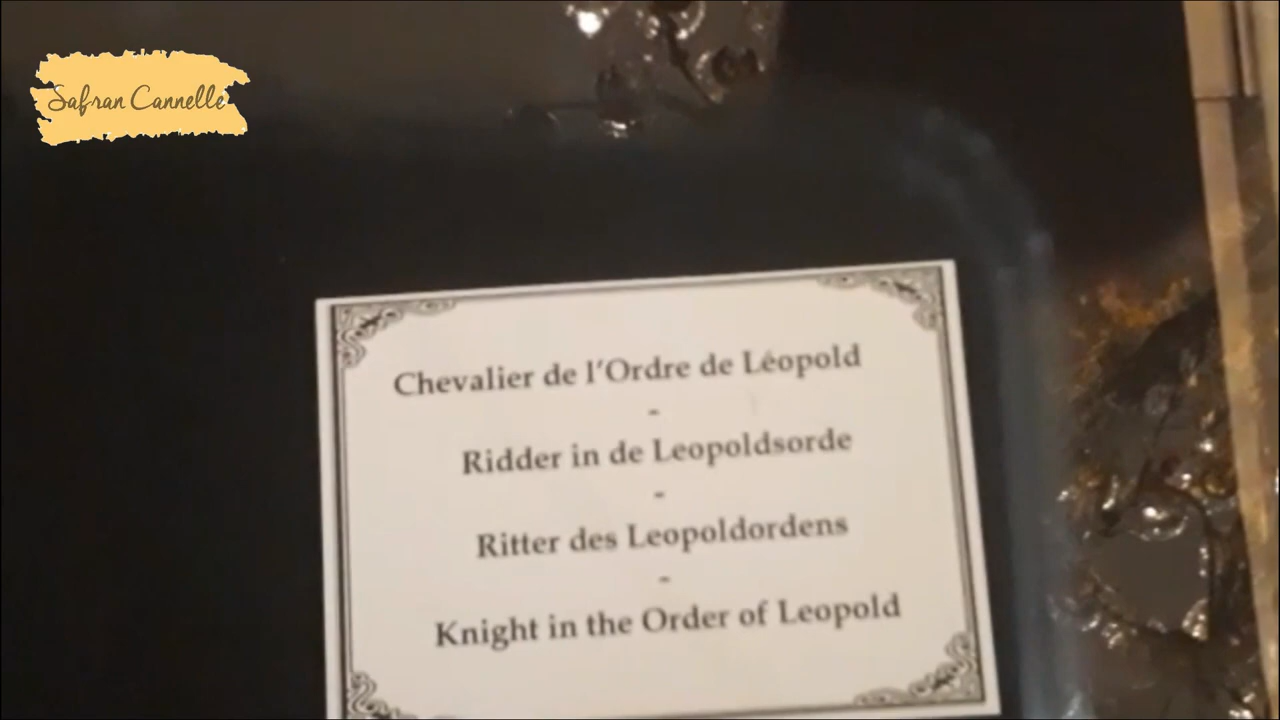 Safran Cannelle
Chevalier de l'Ordre de Léopold
-
Ridder in de Leopoldsorde
-
Ritter des Leopoldordens
-
Knight in the Order of Leopold